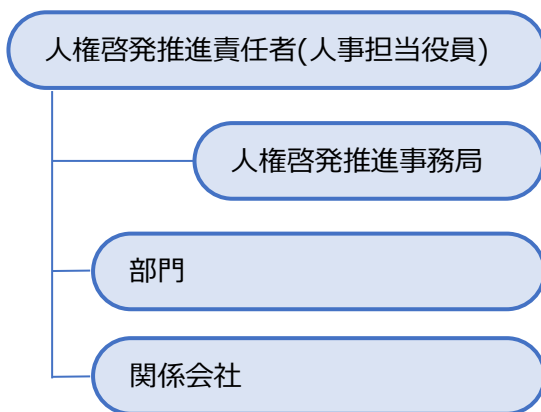 人権啓発推進責任者(人事担当役員)
人権啓発推進事務局
部門
関係会社